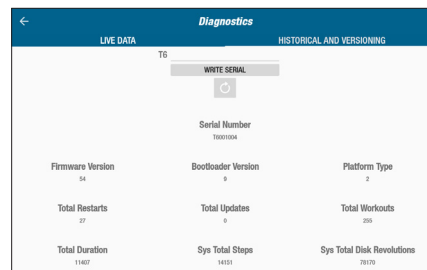 Diagnostics
LIVE DATA
HISTORICAL AND VERSIONING
T6
WRITE SERIAL
Serial Number
T6001004
Firmware Version
Bootloader Version
Platform Type
54
9
2
Total Restarts
Total Updates
Total Workouts
27
0
255
Total Duration
Sys Total Steps
Sys Total Disk Revolutions
11407
14151
78170